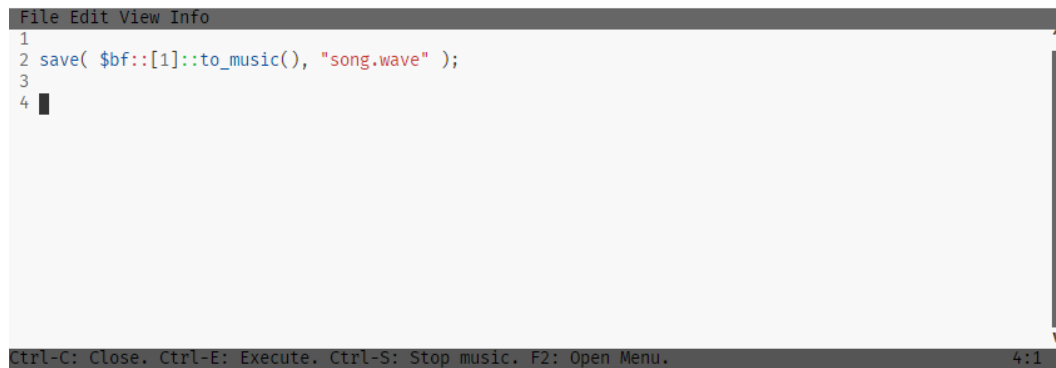 File Edit View Info
1
2 save( $bf::[1]::to_music(), "song.wave" );
3
4
Ctrl-C: Close. Ctrl-E: Execute. Ctrl-S: Stop music. F2: Open Menu. 4:1